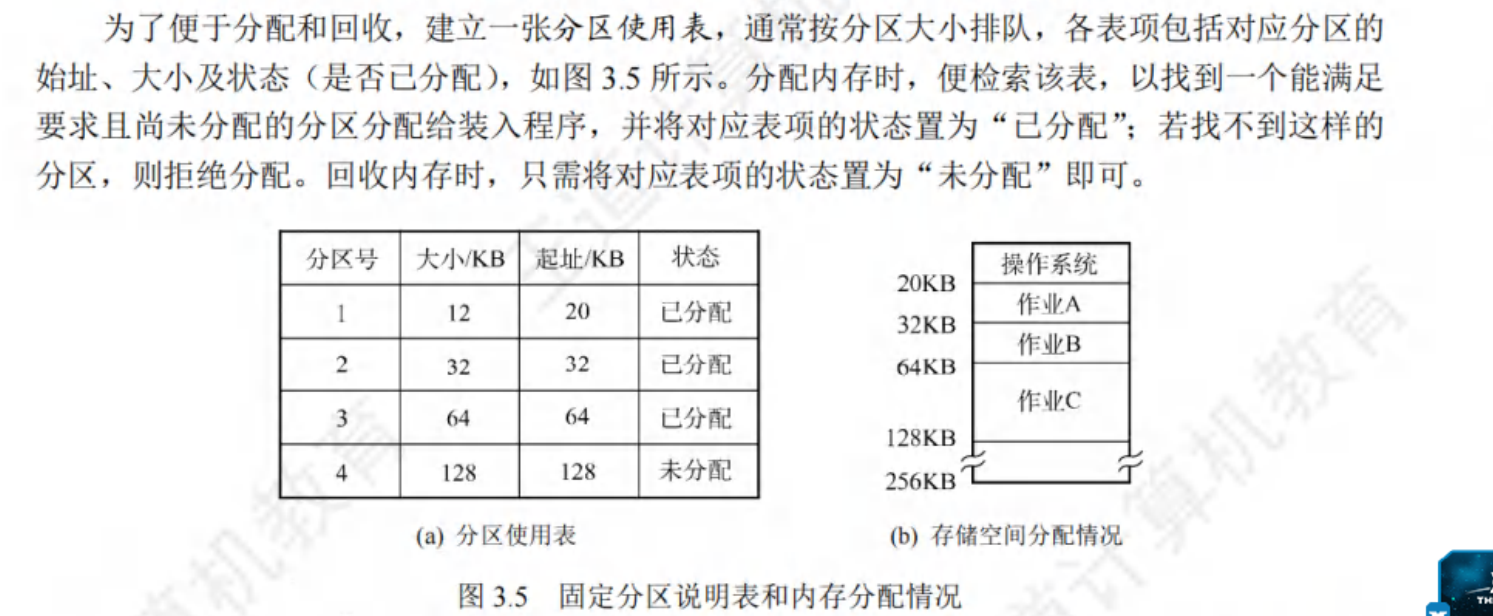 为了便于分配和回收，建立一张分区使用表，通常按分区大小排队，各表项包括对应分区的
始址、大小及状态（是否已分配），如图 3.5 所示。分配内存时，便检索该表，以找到一个能满足
要求且尚未分配的分区分配给装入程序，并将对应表项的状态置为“已分配”；若找不到这样的
分区，则拒绝分配。回收内存时，只需将对应表项的状态置为“未分配”即可。
分区号 大小/KB 起址/KB 状态
1 12 20 已分配
2 32 32 已分配
3 64 64 已分配
4 128 128 未分配
(a) 分区使用表
操作系统
20KB
作业A
32KB
作业B
64KB
作业C
128KB
256KB
(b) 存储空间分配情况
图 3.5 固定分区说明表和内存分配情况